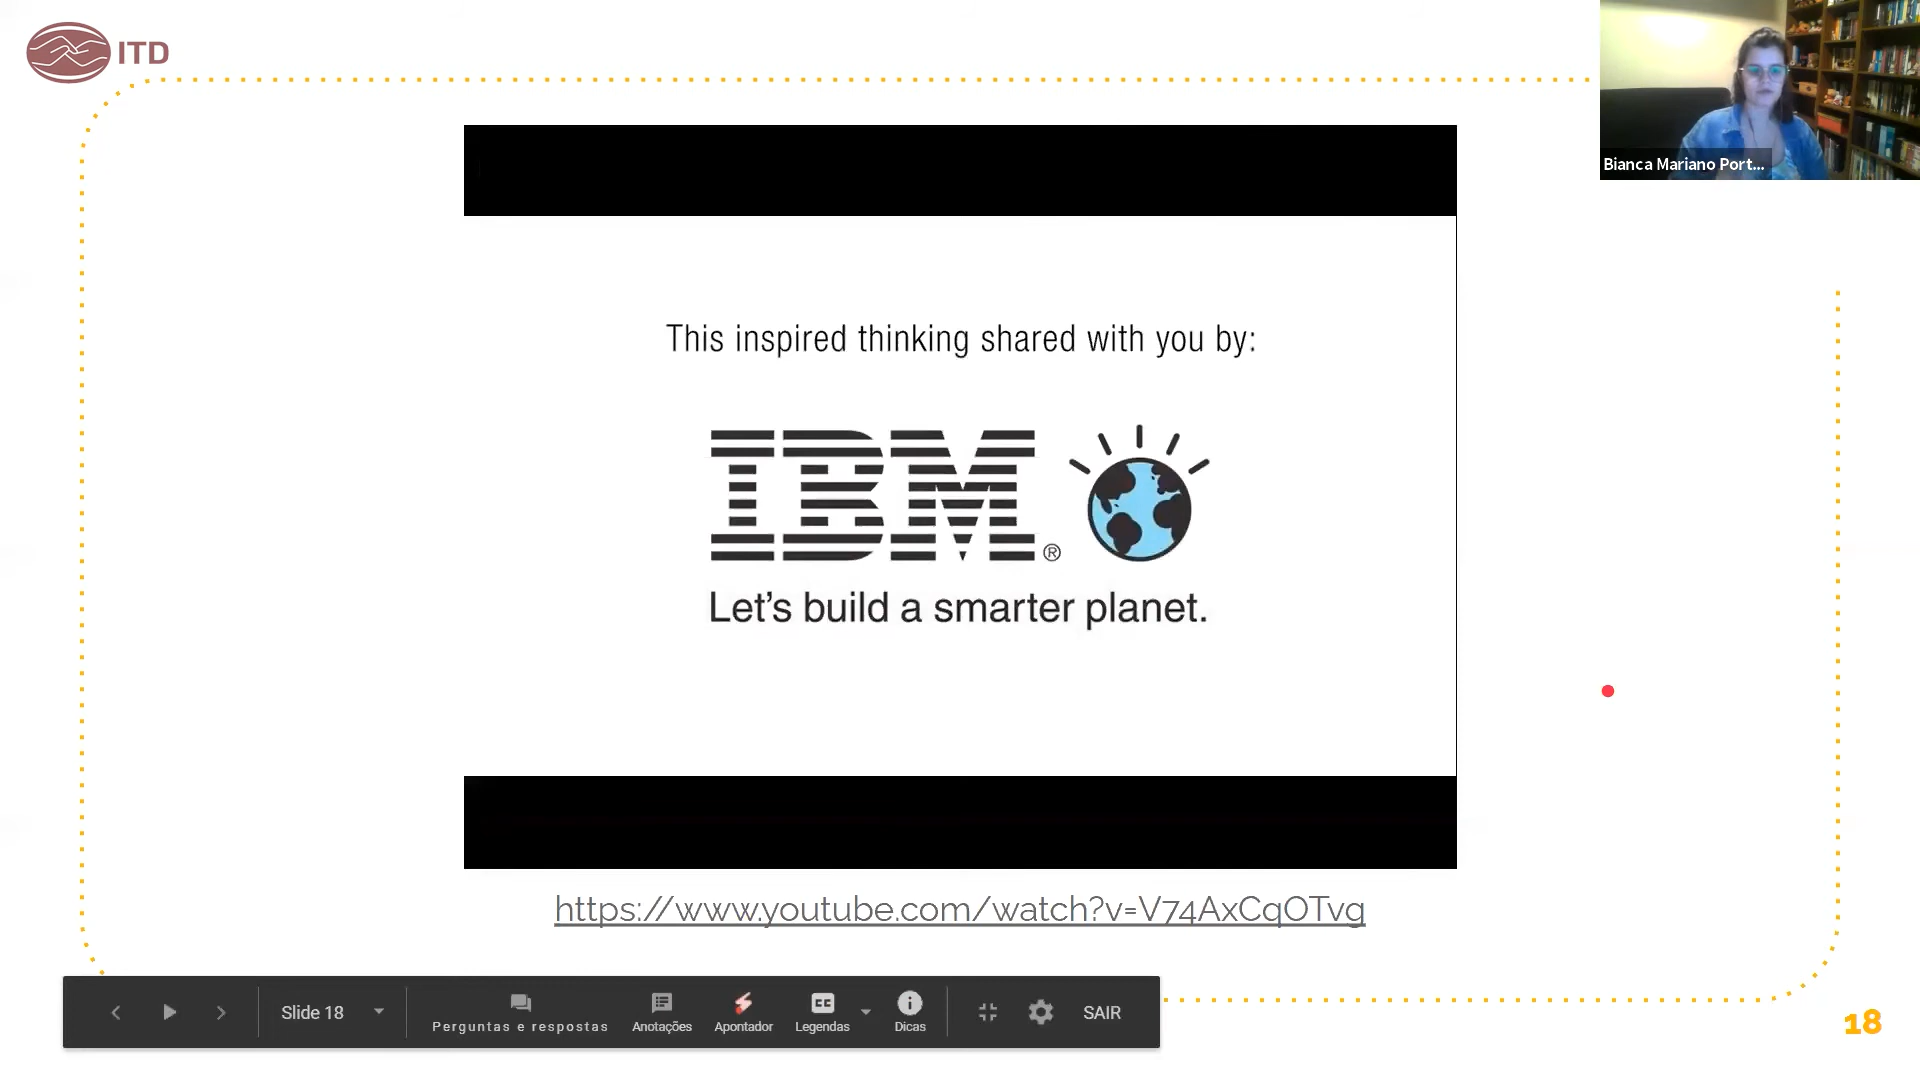 ITD
Bianca Mariano Port...
This inspired thinking shared with you by:
IBM®
Let's build a smarter planet.
https://www.youtube.com/watch?v=V74AxCqOTvg
Slide 18
Perguntas e respostas
Anotações
Apontador
CC
Legendas
Dicas
SAIR
18